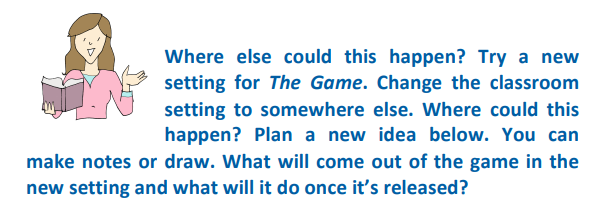 Where else could this happen? Try a new
setting for The Game. Change the classroom
setting to somewhere else. Where could this
happen? Plan a new idea below. You can
make notes or draw. What will come out of the game in the
new setting and what will it do once it’s released?